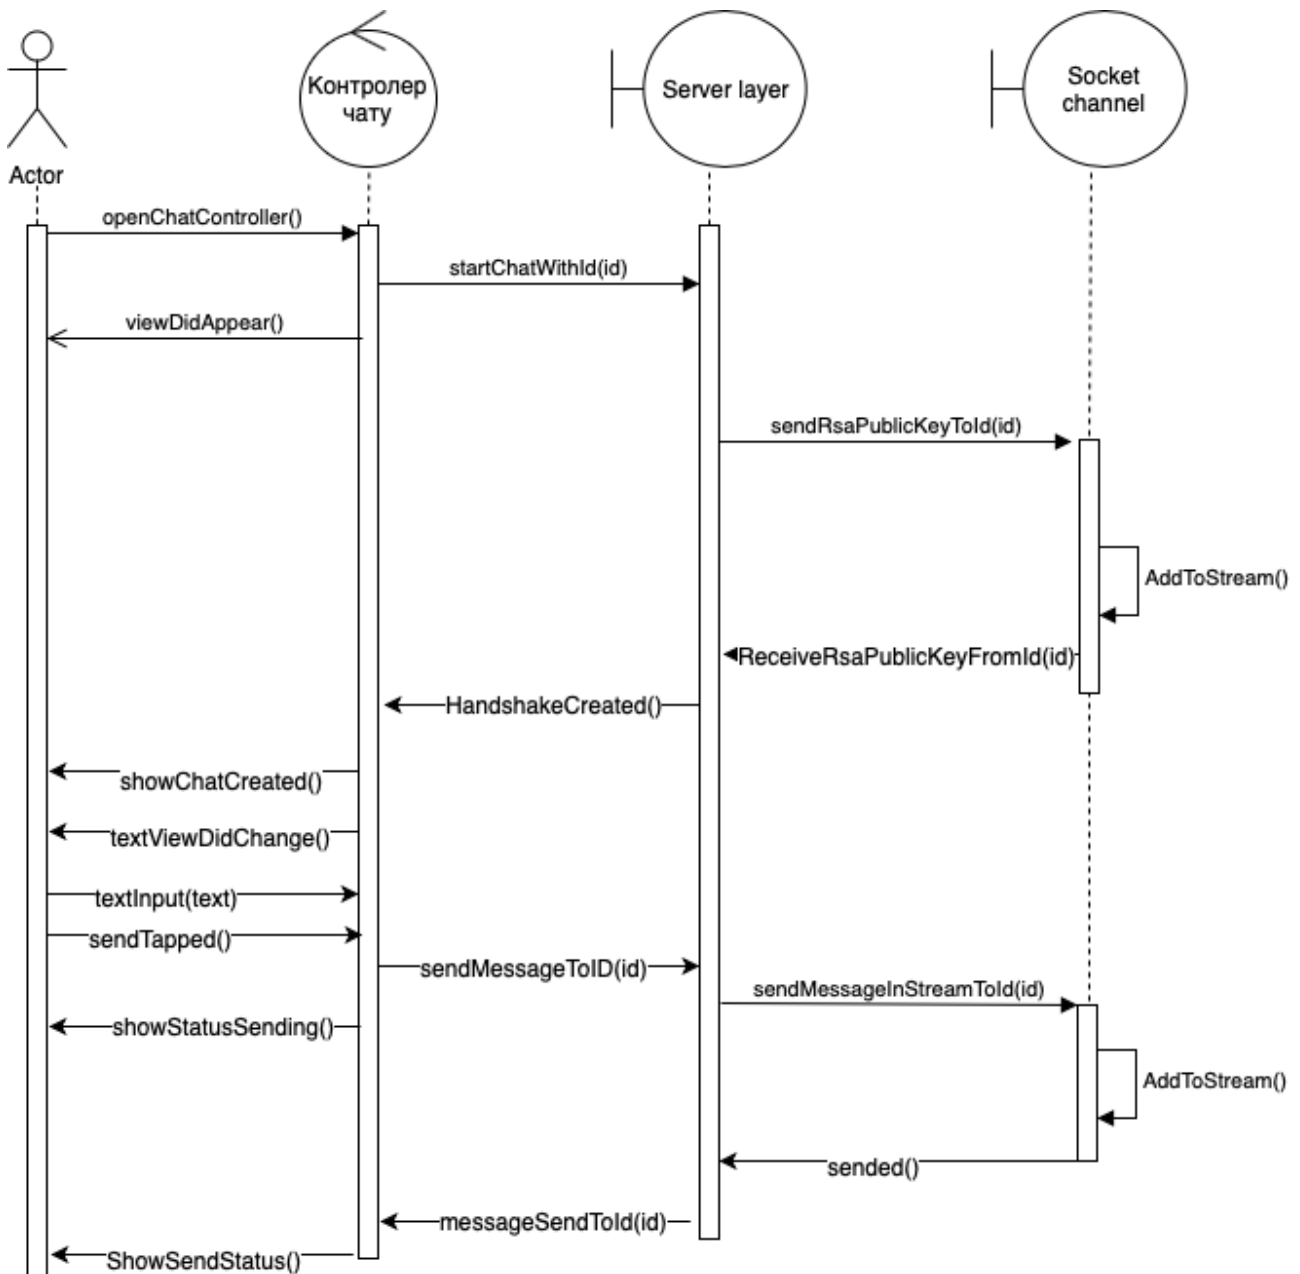 Контролер
чату
Server layer
Socket
channel
Actor
openChatController()
startChatWithId(id)
viewDidAppear()
sendRsaPublicKeyToId(id)
AddToStream()
ReceiveRsaPublicKeyFromId(id)
HandshakeCreated()
showChatCreated()
textViewDidChange()
textInput(text)
sendTapped()
sendMessageToID(id)
sendMessageInStreamToId(id)
showStatusSending()
AddToStream()
sended()
messageSendToId(id)
ShowSendStatus()